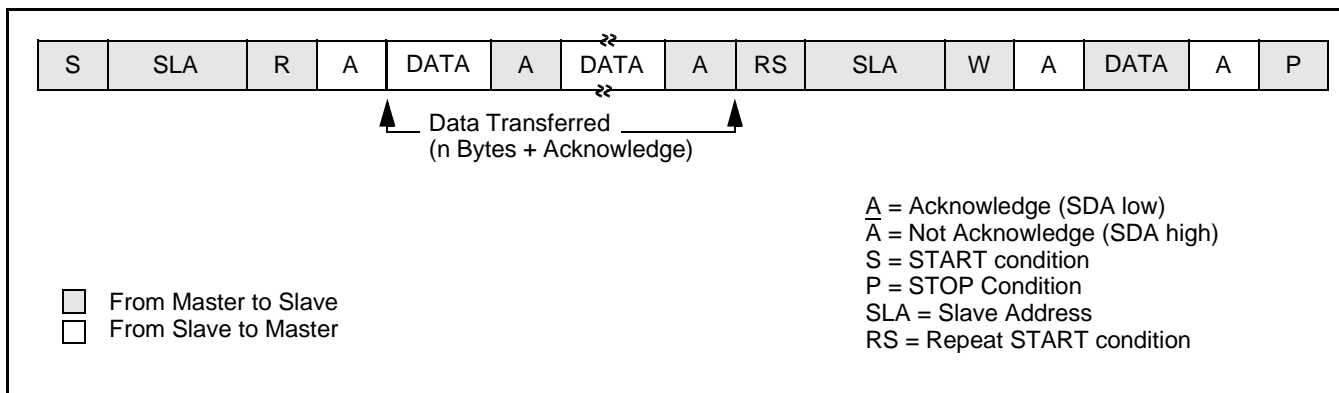 S SLA R A DATA A DATA A RS SLA W A DATA A P
Data Transferred
(n Bytes + Acknowledge)
A = Acknowledge (SDA low)
A̅ = Not Acknowledge (SDA high)
S = START condition
P = STOP Condition
SLA = Slave Address
RS = Repeat START condition
From Master to Slave
From Slave to Master